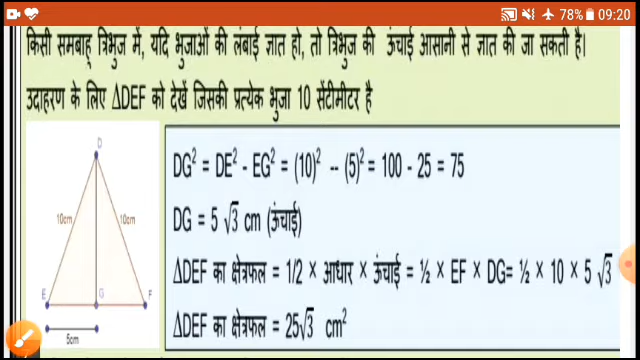 78% 09:20
किसी समबाहु त्रिभुज में, यदि भुजाओं की लंबाई ज्ञात हो, तो त्रिभुज की ऊंचाई आसानी से ज्ञात की जा सकती है।
उदाहरण के लिए ΔDEF को देखें जिसकी प्रत्येक भुजा 10 सेंटीमीटर है
D
10cm 10cm
E G F
5cm
DG² = DE² - EG² = (10)² -- (5)² = 100 - 25 = 75
DG = 5 √3 cm (ऊंचाई)
ΔDEF का क्षेत्रफल = 1/2 × आधार × ऊंचाई = ½ × EF × DG= ½ × 10 × 5 √3
ΔDEF का क्षेत्रफल = 25√3 cm²